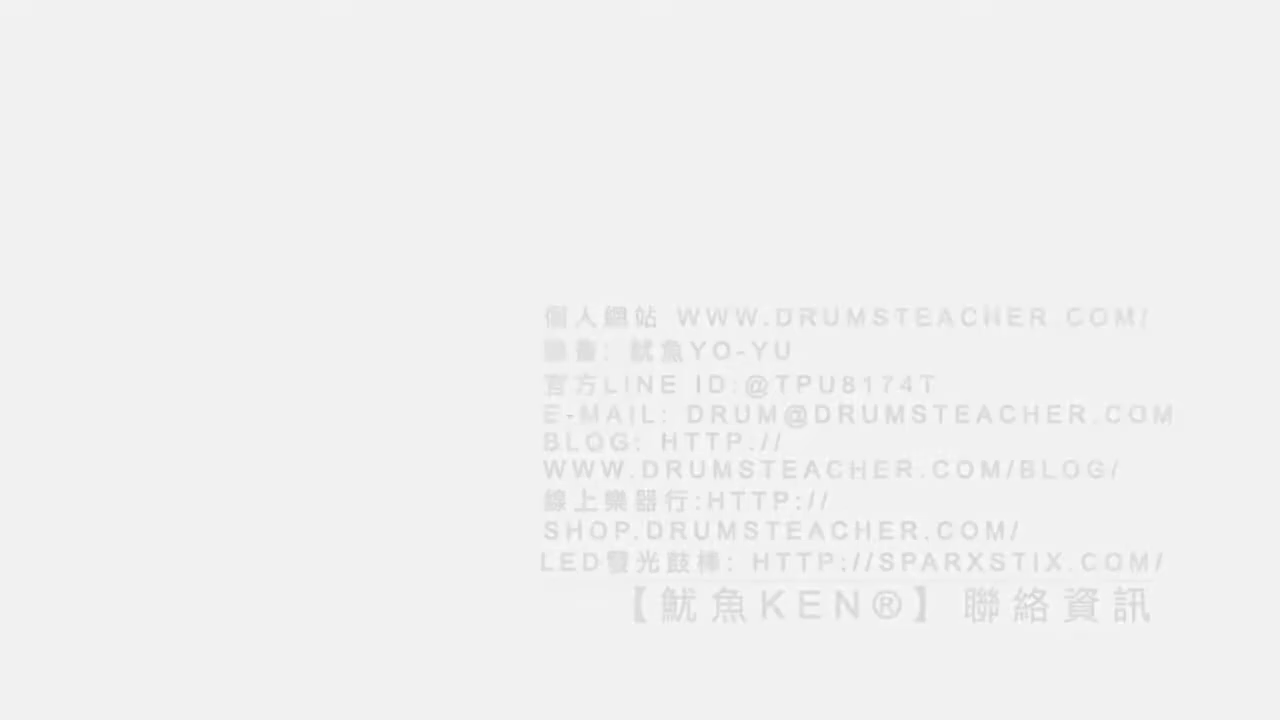 個人網站 WWW.DRUMSTEACHER.COM/
臉書: 魷魚YO-YU
官方LINE ID:@TPU8174T
E-MAIL: DRUM@DRUMSTEACHER.COM
BLOG: HTTP://
WWW.DRUMSTEACHER.COM/BLOG/
線上樂器行:HTTP://
SHOP.DRUMSTEACHER.COM/
LED發光鼓棒: HTTP://SPARXSTIX.COM/
【魷魚KEN®】聯絡資訊